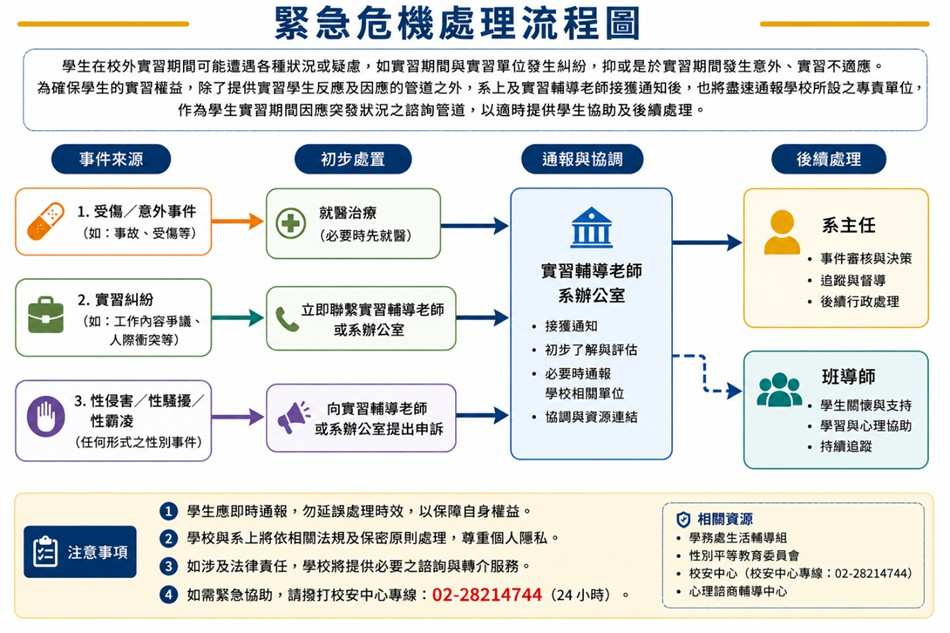 緊急危機處理流程圖
學生在校外實習期間可能遭遇各種狀況或疑慮，如實習期間與實習單位發生糾紛，抑或是於實習期間發生意外、實習不適應。
為確保學生的實習權益，除了提供實習學生反應及因應的管道之外，系上及實習輔導老師接獲通知後，也將盡速通報學校所設之專責單位，
作為學生實習期間因應突發狀況之諮詢管道，以適時提供學生協助及後續處理。
事件來源
初步處置
通報與協調
後續處理
1. 受傷／意外事件
（如：事故、受傷等）
就醫治療
（必要時先就醫）
2. 實習糾紛
（如：工作內容爭議、
人際衝突等）
立即聯繫實習輔導老師
或系辦公室
3. 性侵害／性騷擾／
性霸凌
（任何形式之性別事件）
向實習輔導老師
或系辦公室提出申訴
實習輔導老師
系辦公室
• 接獲通知
• 初步了解與評估
• 必要時通報
學校相關單位
• 協調與資源連結
系主任
• 事件審核與決策
• 追蹤與督導
• 後續行政處理
班導師
• 學生關懷與支持
• 學習與心理協助
• 持續追蹤
注意事項
1 學生應即時通報，勿延誤處理時效，以保障自身權益。
2 學校與系上將依相關法規及保密原則處理，尊重個人隱私。
3 如涉及法律責任，學校將提供必要之諮詢與轉介服務。
4 如需緊急協助，請撥打校安中心專線：02-28214744（24 小時）。
相關資源
• 學務處生活輔導組
• 性別平等教育委員會
• 校安中心（校安中心專線：02-28214744）
• 心理諮商輔導中心